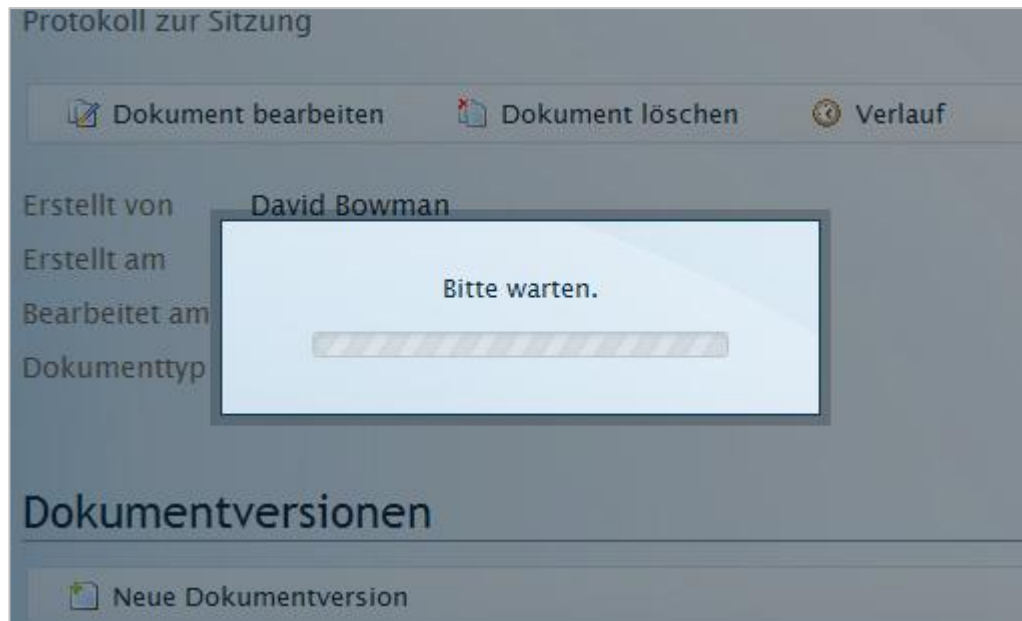 Protokoll zur Sitzung
Dokument bearbeiten Dokument löschen Verlauf
Erstellt von David Bowman
Erstellt am
Bearbeitet am
Dokumenttyp
Bitte warten.
Dokumentversionen
Neue Dokumentversion